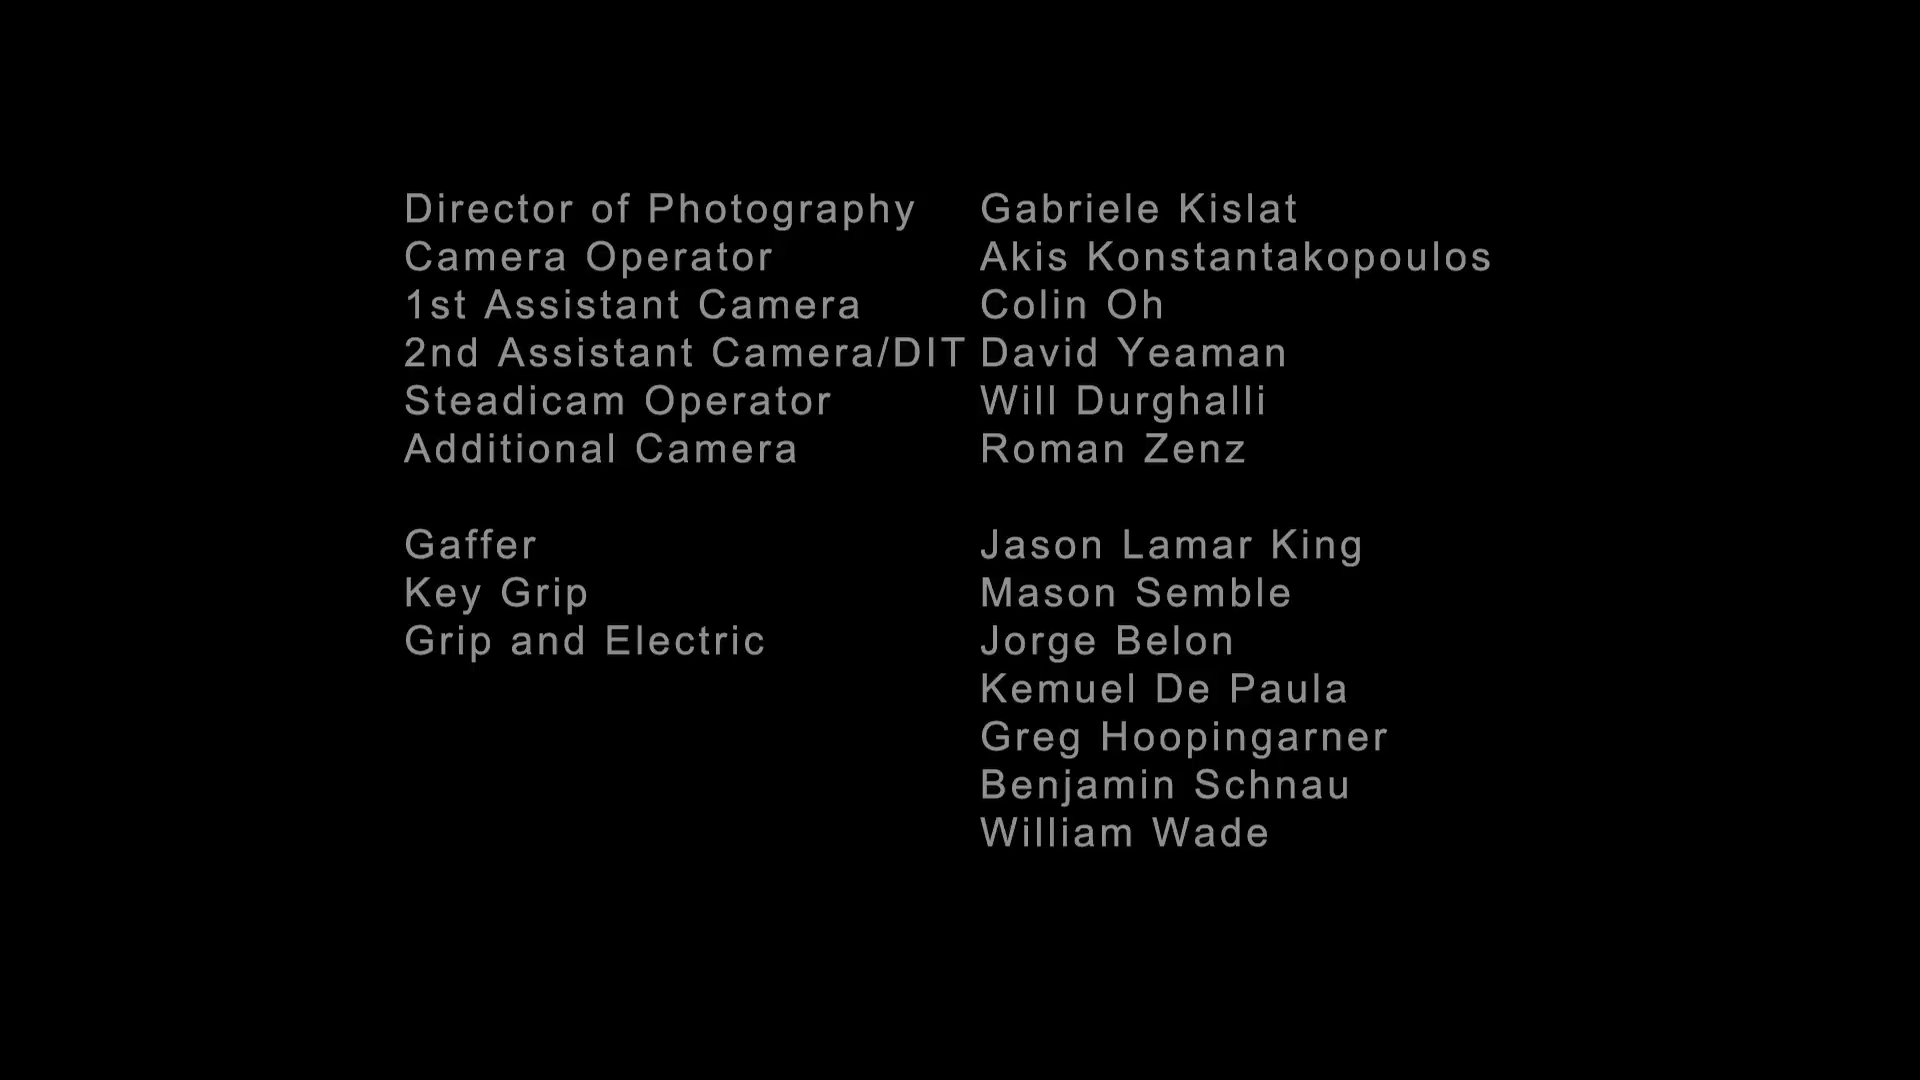 Director of Photography Gabriele Kislat
Camera Operator Akis Konstantakopoulos
1st Assistant Camera Colin Oh
2nd Assistant Camera/DIT David Yeaman
Steadicam Operator Will Durghalli
Additional Camera Roman Zenz
Gaffer Jason Lamar King
Key Grip Mason Semble
Grip and Electric Jorge Belon
Kemuel De Paula
Greg Hoopingarner
Benjamin Schnau
William Wade